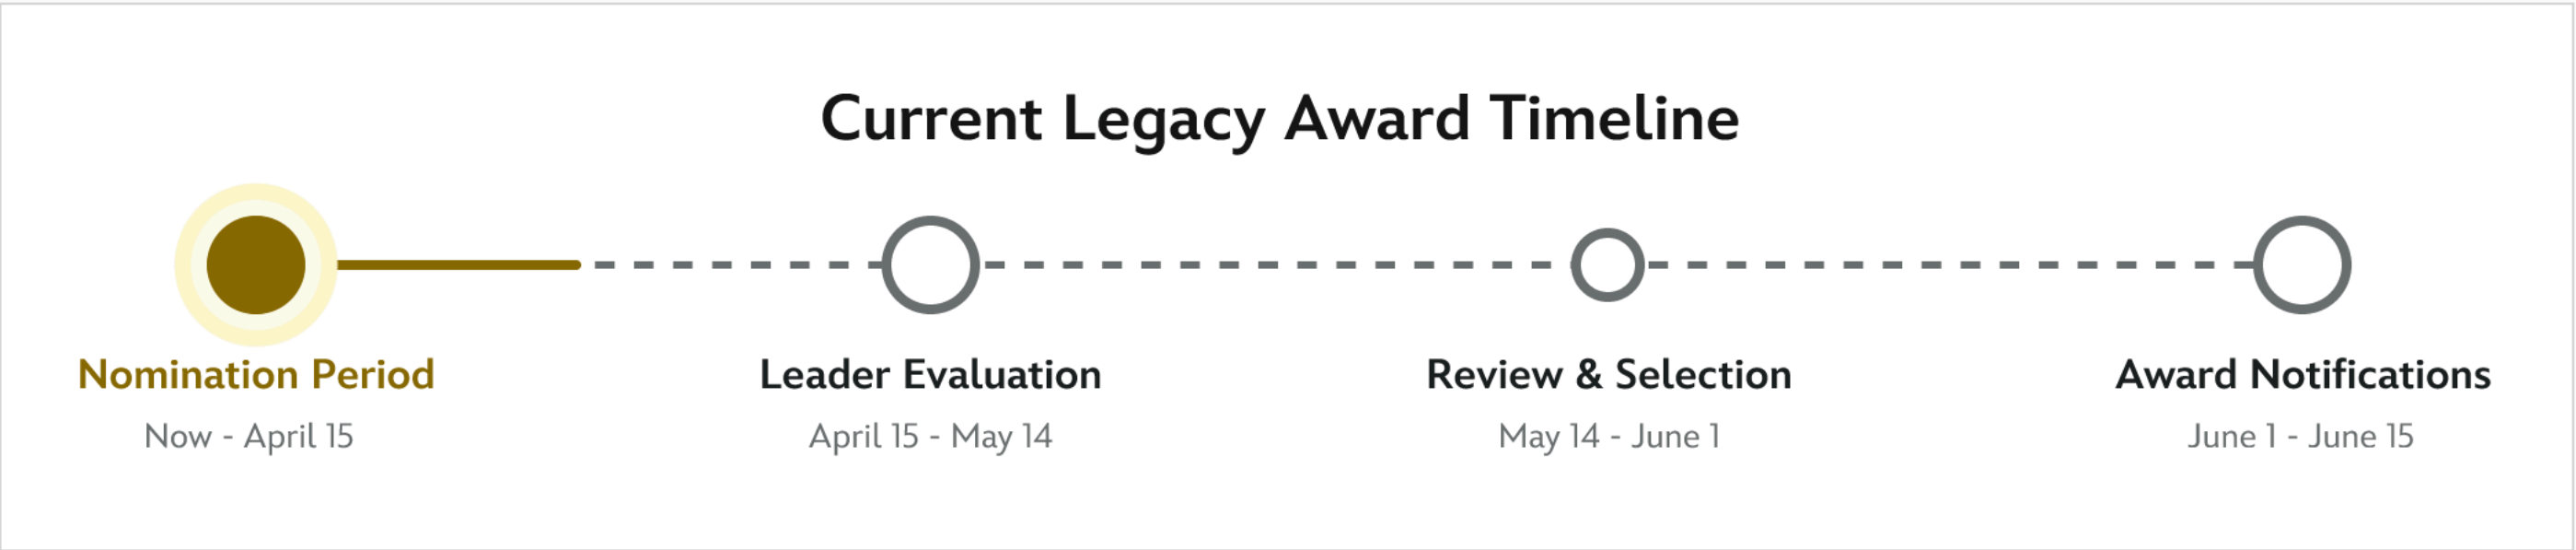 Current Legacy Award Timeline
Nomination Period
Now - April 15
Leader Evaluation
April 15 - May 14
Review & Selection
May 14 - June 1
Award Notifications
June 1 - June 15